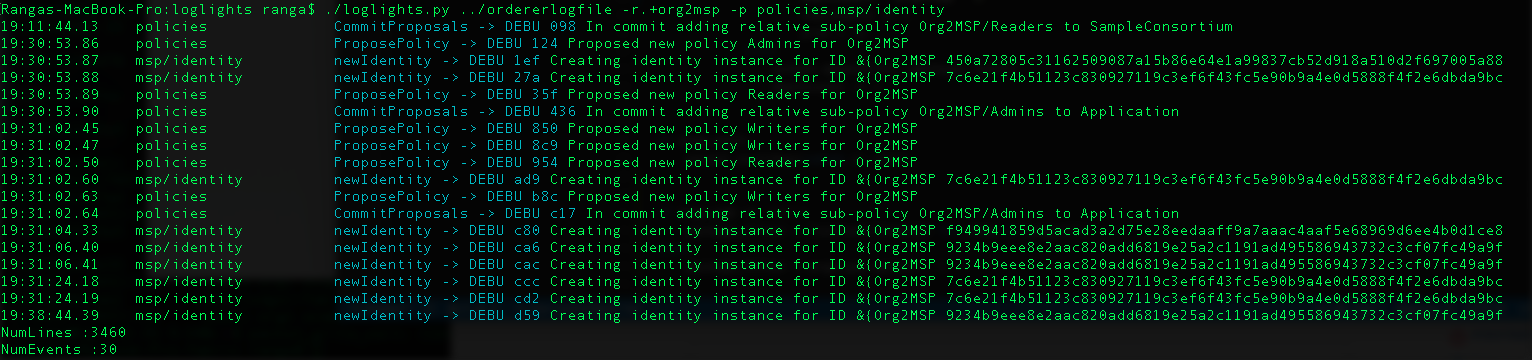 Rangas-MacBook-Pro:loglights ranga$ ./loglights.py ../ordererlogfile -r.+org2msp -p policies,msp/identity
19:11:44.13 policies CommitProposals -> DEBU 098 In commit adding relative sub-policy Org2MSP/Readers to SampleConsortium
19:30:53.86 policies ProposePolicy -> DEBU 124 Proposed new policy Admins for Org2MSP
19:30:53.87 msp/identity newIdentity -> DEBU 1ef Creating identity instance for ID &{Org2MSP 450a72805c31162509087a15b86e64e1a99837cb52d918a510d2f697005a88
19:30:53.88 msp/identity newIdentity -> DEBU 27a Creating identity instance for ID &{Org2MSP 7c6e21f4b51123c830927119c3ef6f43fc5e90b9a4e0d5888f4f2e6dbda9bc
19:30:53.89 policies ProposePolicy -> DEBU 35f Proposed new policy Readers for Org2MSP
19:30:53.90 policies CommitProposals -> DEBU 436 In commit adding relative sub-policy Org2MSP/Admins to Application
19:31:02.45 policies ProposePolicy -> DEBU 850 Proposed new policy Writers for Org2MSP
19:31:02.47 policies ProposePolicy -> DEBU 8c9 Proposed new policy Writers for Org2MSP
19:31:02.50 policies ProposePolicy -> DEBU 954 Proposed new policy Readers for Org2MSP
19:31:02.60 msp/identity newIdentity -> DEBU ad9 Creating identity instance for ID &{Org2MSP 7c6e21f4b51123c830927119c3ef6f43fc5e90b9a4e0d5888f4f2e6dbda9bc
19:31:02.63 policies ProposePolicy -> DEBU b8c Proposed new policy Writers for Org2MSP
19:31:02.64 policies CommitProposals -> DEBU c17 In commit adding relative sub-policy Org2MSP/Admins to Application
19:31:04.33 msp/identity newIdentity -> DEBU c80 Creating identity instance for ID &{Org2MSP f949941859d5acad3a2d75e28eedaaff9a7aaac4aaf5e68969d6ee4b0d1ce8
19:31:06.40 msp/identity newIdentity -> DEBU ca6 Creating identity instance for ID &{Org2MSP 9234b9eee8e2aac820add6819e25a2c1191ad495586943732c3cf07fc49a9f
19:31:06.41 msp/identity newIdentity -> DEBU cac Creating identity instance for ID &{Org2MSP 9234b9eee8e2aac820add6819e25a2c1191ad495586943732c3cf07fc49a9f
19:31:24.18 msp/identity newIdentity -> DEBU ccc Creating identity instance for ID &{Org2MSP 7c6e21f4b51123c830927119c3ef6f43fc5e90b9a4e0d5888f4f2e6dbda9bc
19:31:24.19 msp/identity newIdentity -> DEBU cd2 Creating identity instance for ID &{Org2MSP 7c6e21f4b51123c830927119c3ef6f43fc5e90b9a4e0d5888f4f2e6dbda9bc
19:38:44.39 msp/identity newIdentity -> DEBU d59 Creating identity instance for ID &{Org2MSP 9234b9eee8e2aac820add6819e25a2c1191ad495586943732c3cf07fc49a9f
NumLines :3460
NumEvents :30